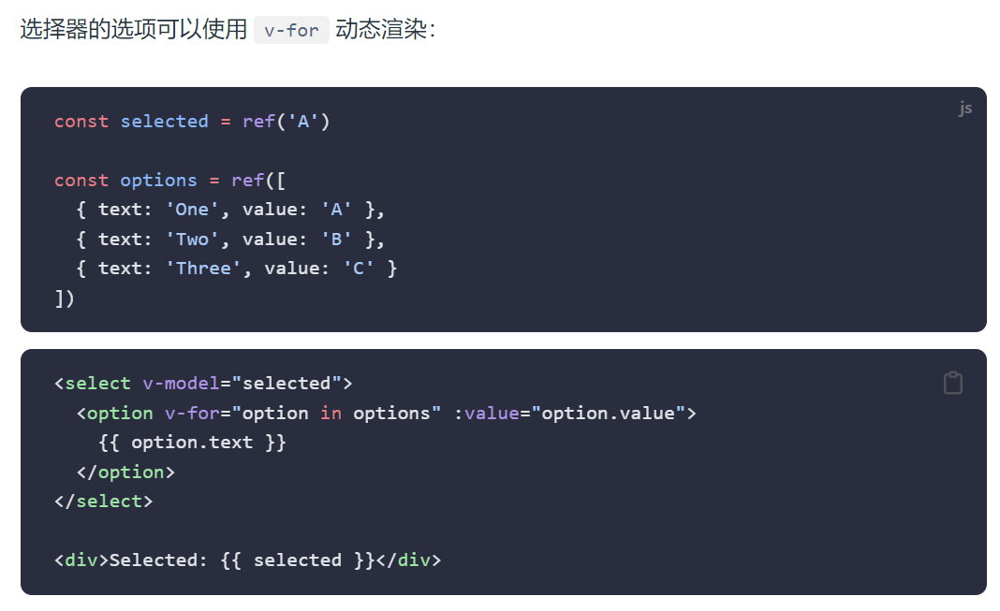 选择器的选项可以使用 v-for 动态渲染：
js
const selected = ref('A')
const options = ref([
  { text: 'One', value: 'A' },
  { text: 'Two', value: 'B' },
  { text: 'Three', value: 'C' }
])
<select v-model="selected">
  <option v-for="option in options" :value="option.value">
    {{ option.text }}
  </option>
</select>
<div>Selected: {{ selected }}</div>